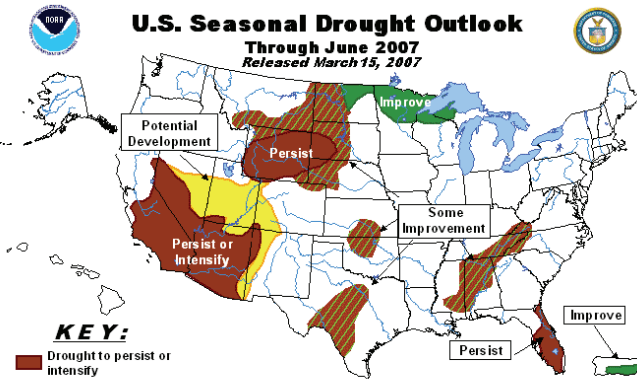 NOAA
U.S. Seasonal Drought Outlook
Through June 2007
Released March 15, 2007
Improve
Potential
Development
Persist
Some
Improvement
Persist or
Intensify
Improve
Persist
KEY:
Drought to persist or
intensify